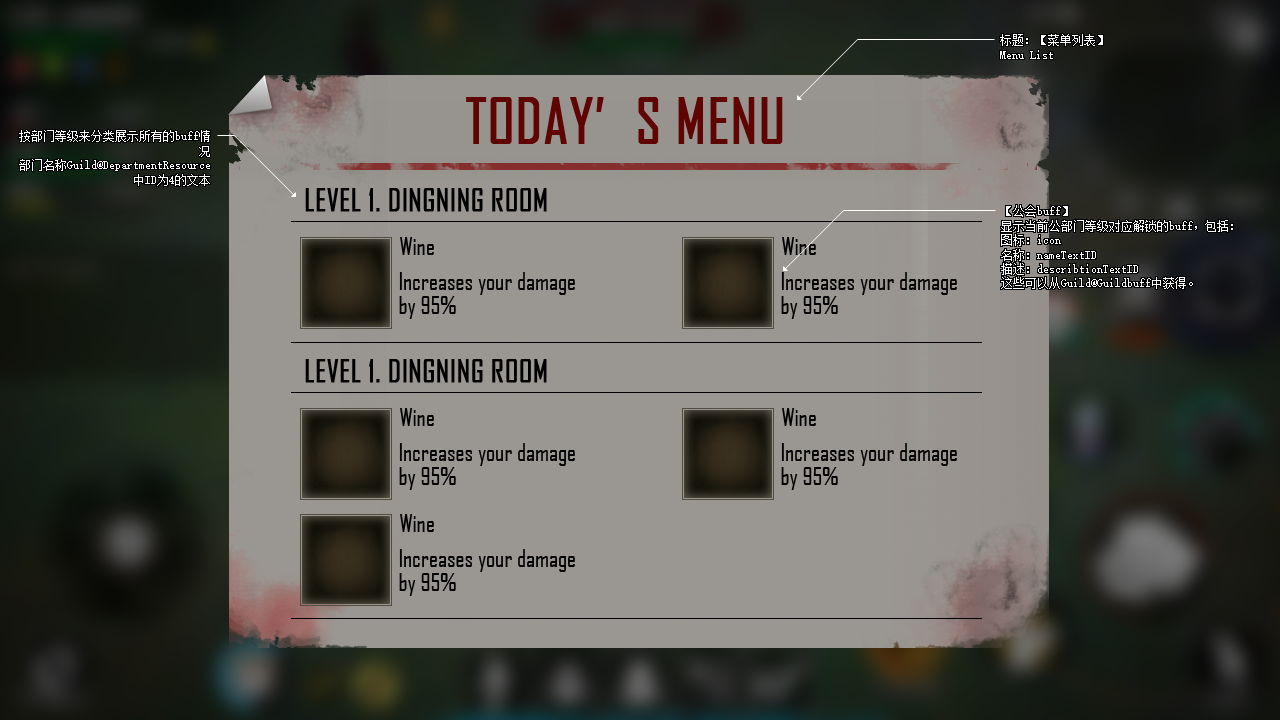 标题：【菜单列表】
Menu List
TODAY’S MENU
按部门等级来分类展示所有的buff情
况
部门名称Guild@DepartmentResource
中ID为4的文本
LEVEL 1. DINGNING ROOM
【公会buff】
显示当前公部门等级对应解锁的buff，包括：
图标：icon
名称：nameTextID
描述：describtionTextID
这些可以从Guild@Guildbuff中获得。
Wine
Increases your damage
by 95%
Wine
Increases your damage
by 95%
LEVEL 1. DINGNING ROOM
Wine
Increases your damage
by 95%
Wine
Increases your damage
by 95%
Wine
Increases your damage
by 95%